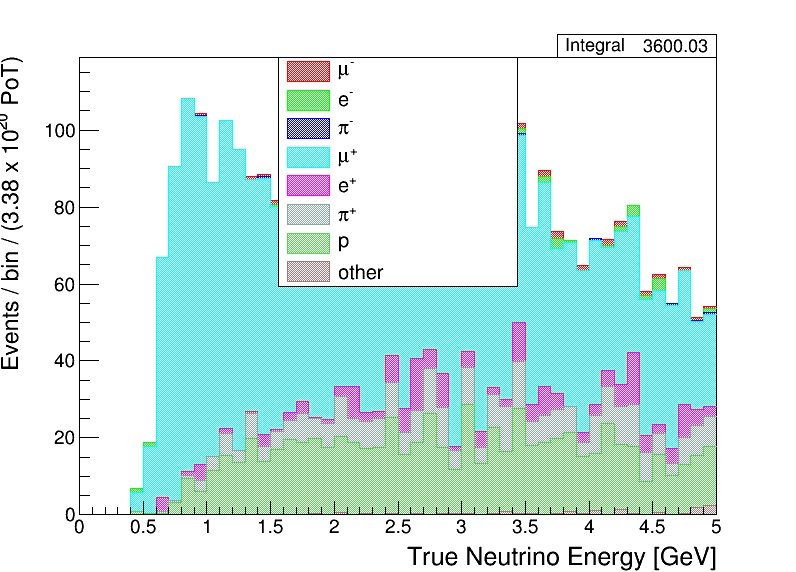 Integral 3600.03
Events / bin / (3.38 x 10²⁰ PoT)
μ⁻
e⁻
π⁻
μ⁺
e⁺
π⁺
p
other
100
80
60
40
20
0
0 0.5 1 1.5 2 2.5 3 3.5 4 4.5 5
True Neutrino Energy [GeV]